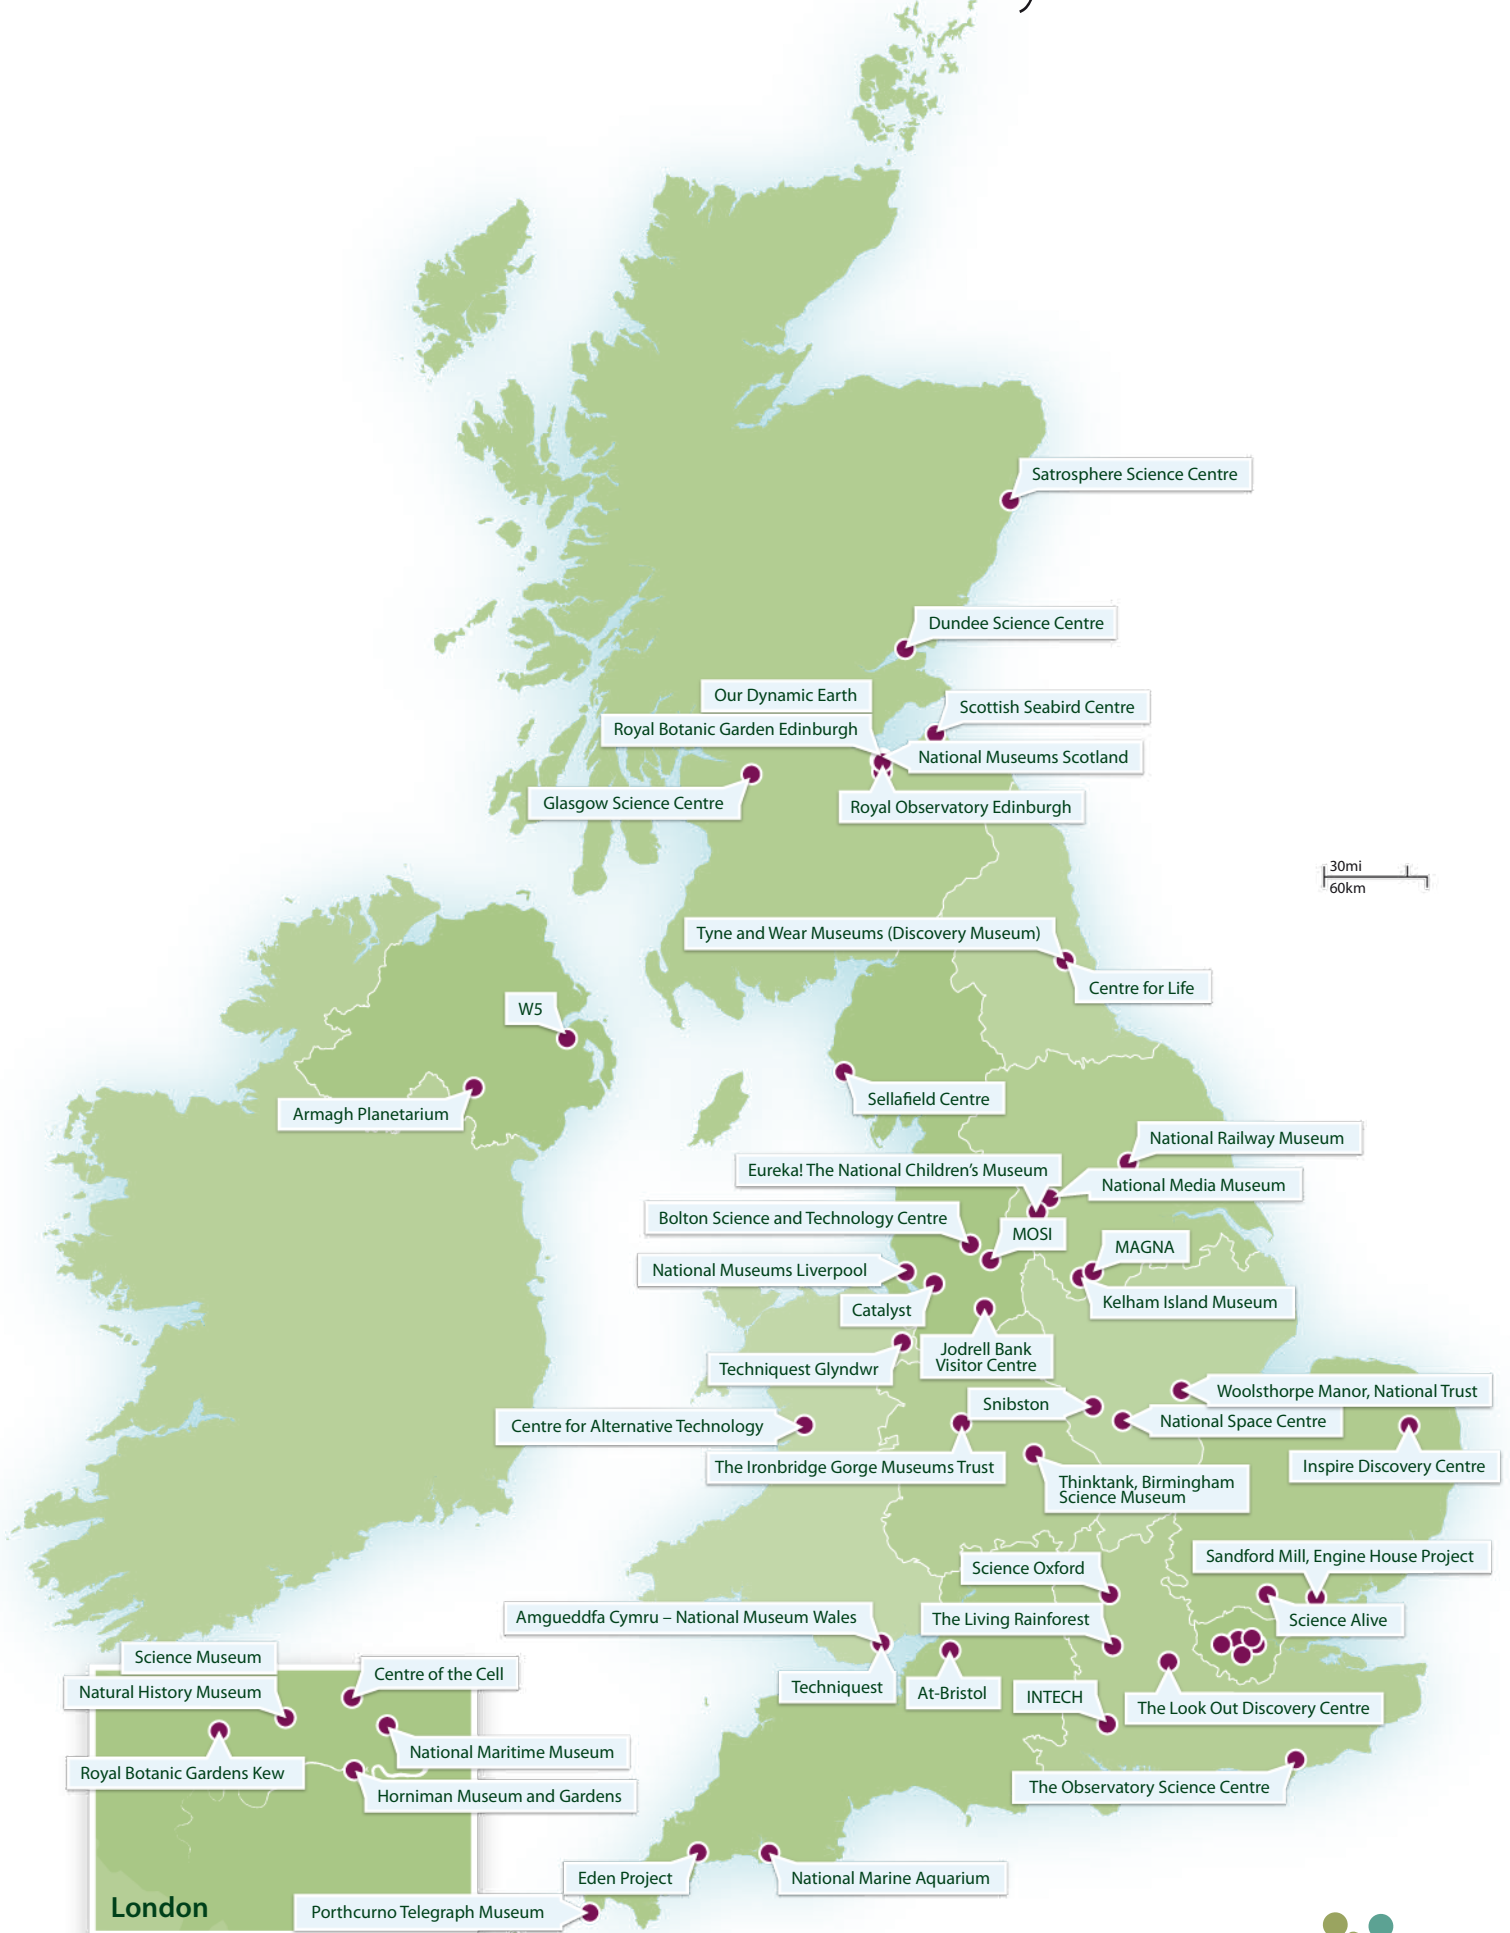 Satrosphere Science Centre
Dundee Science Centre
Our Dynamic Earth
Scottish Seabird Centre
Royal Botanic Garden Edinburgh
National Museums Scotland
Glasgow Science Centre
Royal Observatory Edinburgh
30mi
60km
Tyne and Wear Museums (Discovery Museum)
Centre for Life
W5
Sellafield Centre
Armagh Planetarium
National Railway Museum
Eureka! The National Children's Museum
National Media Museum
Bolton Science and Technology Centre
MOSI
MAGNA
National Museums Liverpool
Kelham Island Museum
Catalyst
Jodrell Bank
Visitor Centre
Techniquest Glyndwr
Woolsthorpe Manor, National Trust
Snibston
National Space Centre
Centre for Alternative Technology
The Ironbridge Gorge Museums Trust
Inspire Discovery Centre
Thinktank, Birmingham
Science Museum
Sandford Mill, Engine House Project
Science Oxford
Amgueddfa Cymru – National Museum Wales
The Living Rainforest
Science Alive
Science Museum
Centre of the Cell
Natural History Museum
Techniquest
At-Bristol
INTECH
The Look Out Discovery Centre
National Maritime Museum
Royal Botanic Gardens Kew
The Observatory Science Centre
Horniman Museum and Gardens
Eden Project
National Marine Aquarium
London
Porthcurno Telegraph Museum